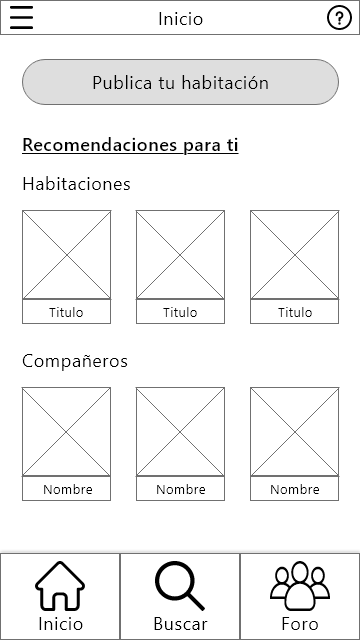 Inicio
?
Publica tu habitación
Recomendaciones para ti
Habitaciones
Titulo Titulo Titulo
Compañeros
Nombre Nombre Nombre
Inicio Buscar Foro